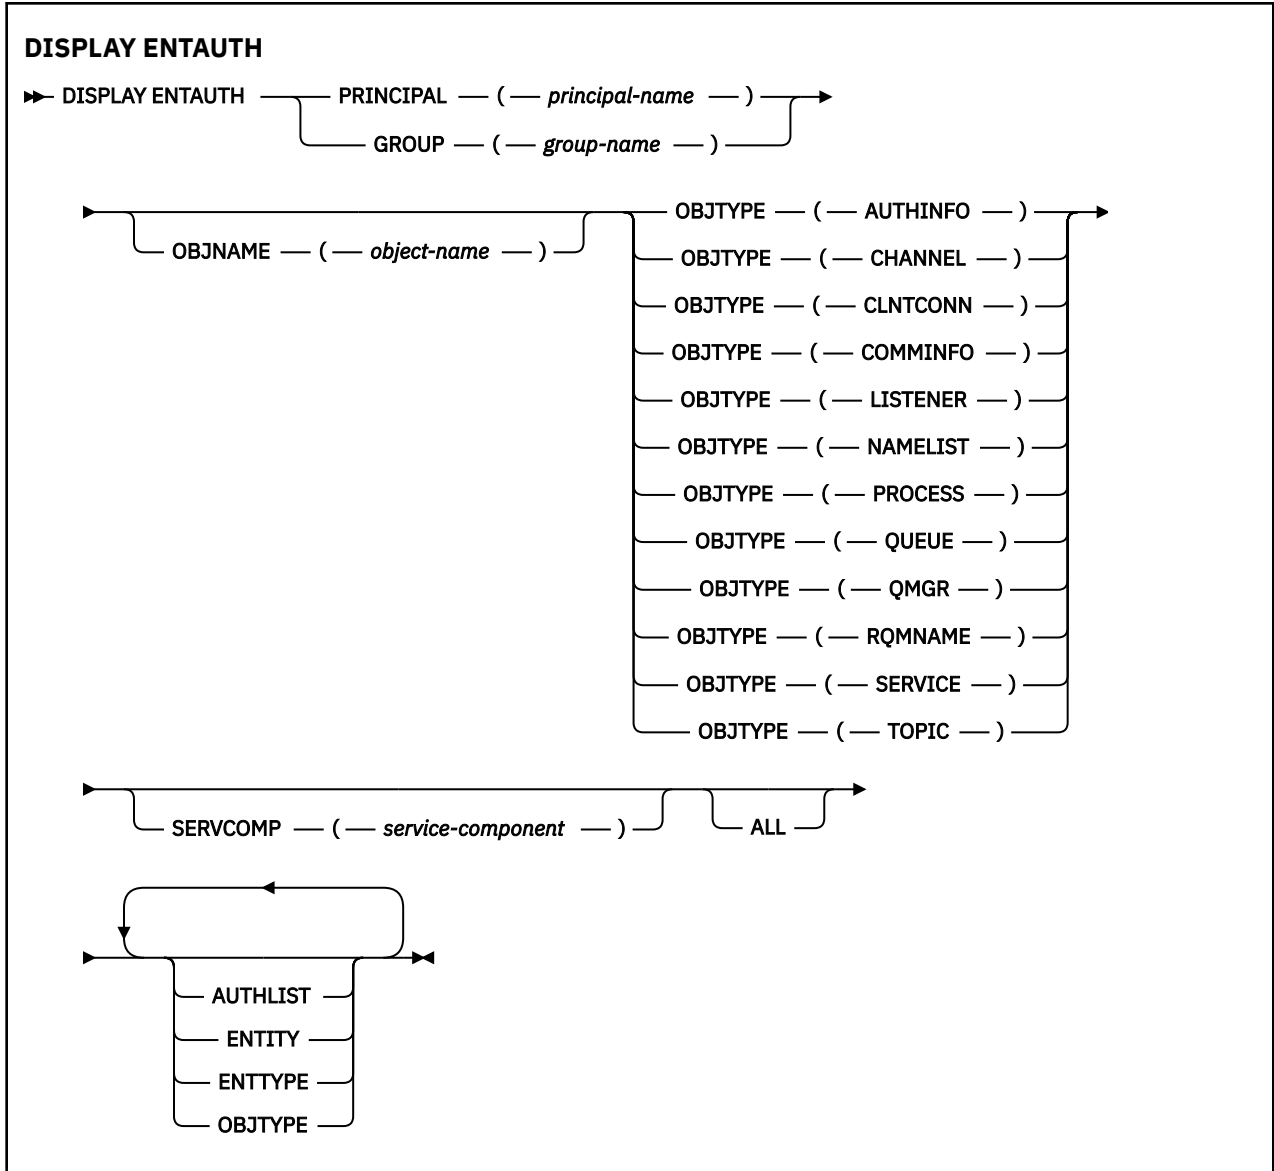 DISPLAY ENTAUTH
DISPLAY ENTAUTH PRINCIPAL ( principal-name )
GROUP ( group-name )
OBJTYPE ( AUTHINFO )
OBJNAME ( object-name )
OBJTYPE ( CHANNEL )
OBJTYPE ( CLNTCONN )
OBJTYPE ( COMMINFO )
OBJTYPE ( LISTENER )
OBJTYPE ( NAMELIST )
OBJTYPE ( PROCESS )
OBJTYPE ( QUEUE )
OBJTYPE ( QMGR )
OBJTYPE ( RQMNAME )
OBJTYPE ( SERVICE )
OBJTYPE ( TOPIC )
SERVCOMP ( service-component ) ALL
AUTHLIST
ENTITY
ENTTYPE
OBJTYPE